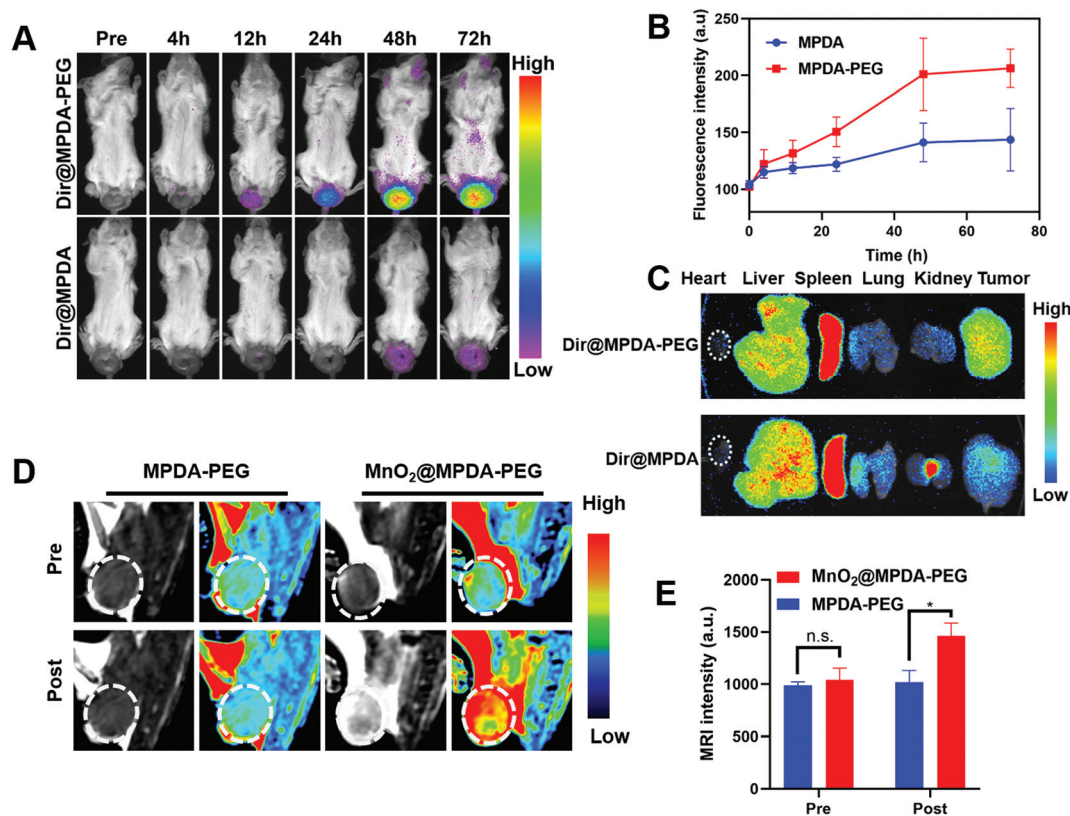 A
Pre 4h 12h 24h 48h 72h
Dir@MPDA-PEG
Dir@MPDA
High
Low
B
MPDA
MPDA-PEG
Fluorescence intensity (a.u)
250
200
150
100
0 20 40 60 80
Time (h)
C
Heart Liver Spleen Lung Kidney Tumor
Dir@MPDA-PEG
Dir@MPDA
High
Low
D
MPDA-PEG MnO₂@MPDA-PEG
Pre
Post
High
Low
E
MnO₂@MPDA-PEG
MPDA-PEG
MRI intensity (a.u.)
2000
1500
1000
500
0
n.s.
*
Pre Post